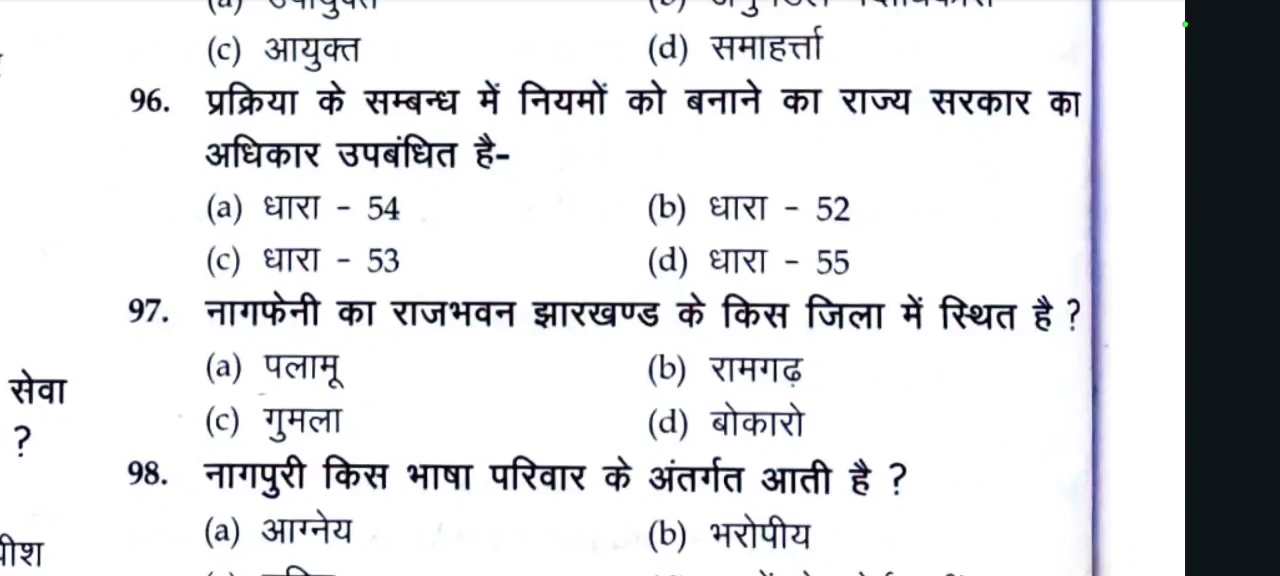 (c) आयुक्त (d) समाहर्त्ता
96. प्रक्रिया के सम्बन्ध में नियमों को बनाने का राज्य सरकार का
अधिकार उपबंधित है-
(a) धारा - 54 (b) धारा - 52
(c) धारा - 53 (d) धारा - 55
97. नागफेनी का राजभवन झारखण्ड के किस जिला में स्थित है ?
(a) पलामू (b) रामगढ़
सेवा
(c) गुमला (d) बोकारो
?
98. नागपुरी किस भाषा परिवार के अंतर्गत आती है ?
(a) आग्नेय (b) भरोपीय